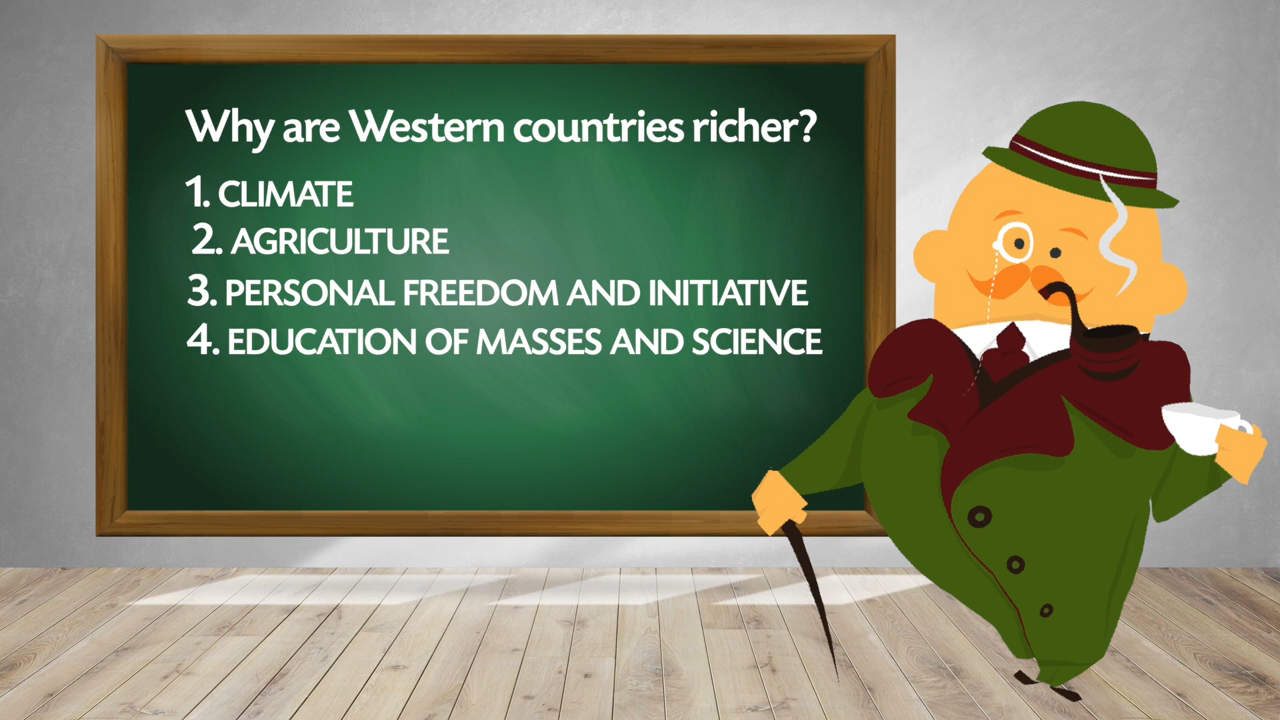 Why are Western countries richer?
1. CLIMATE
2. AGRICULTURE
3. PERSONAL FREEDOM AND INITIATIVE
4. EDUCATION OF MASSES AND SCIENCE